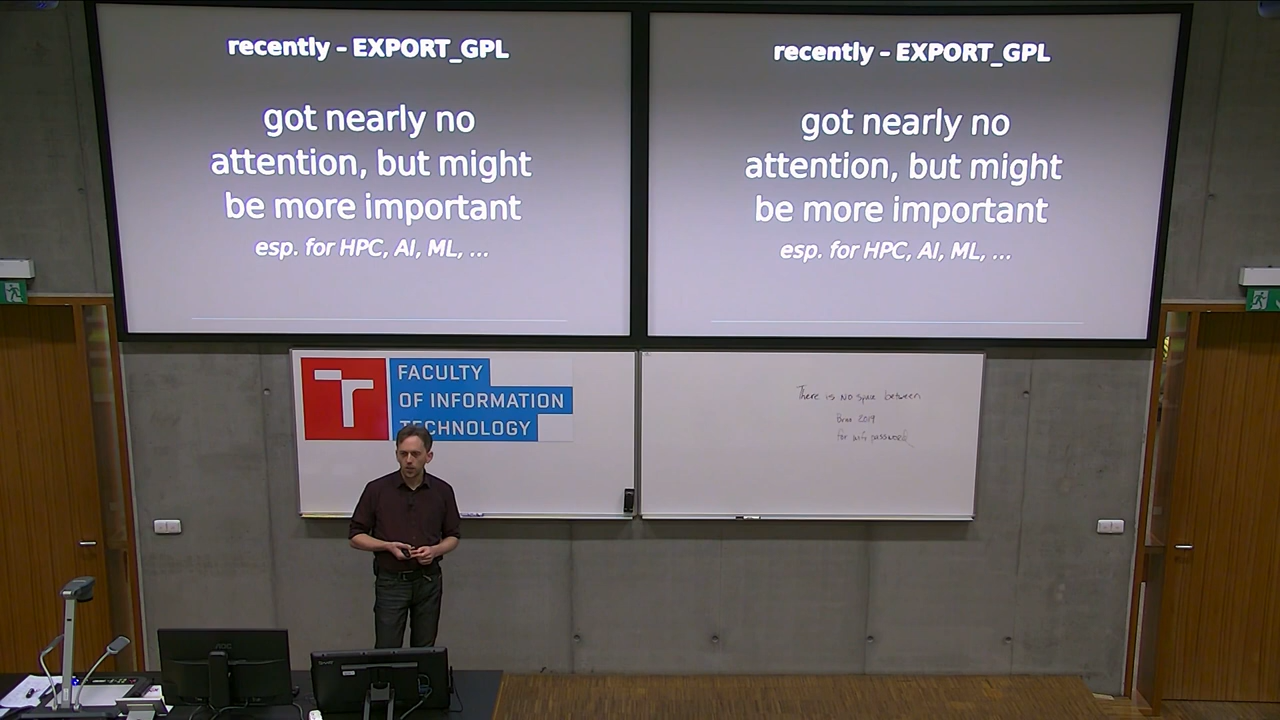 recently – EXPORT_GPL
got nearly no
attention, but might
be more important
esp. for HPC, AI, ML, ...
recently – EXPORT_GPL
got nearly no
attention, but might
be more important
esp. for HPC, AI, ML, ...
FACULTY
OF INFORMATION
TECHNOLOGY
There is NO space between
Brno 2019
for wifi password